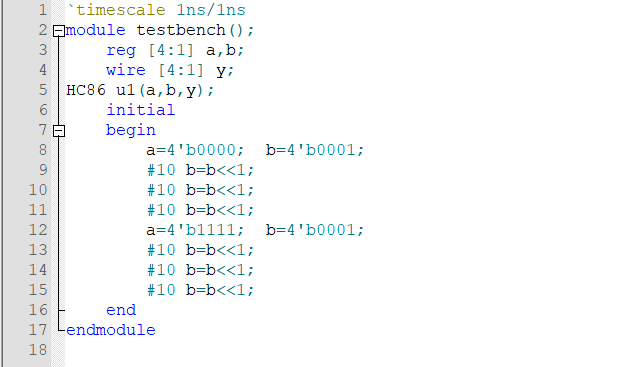 1 `timescale 1ns/1ns
2 module testbench();
3 reg [4:1] a,b;
4 wire [4:1] y;
5 HC86 u1(a,b,y);
6 initial
7 begin
8 a=4'b0000;  b=4'b0001;
9 #10 b=b<<1;
10 #10 b=b<<1;
11 #10 b=b<<1;
12 a=4'b1111;  b=4'b0001;
13 #10 b=b<<1;
14 #10 b=b<<1;
15 #10 b=b<<1;
16 end
17 endmodule
18